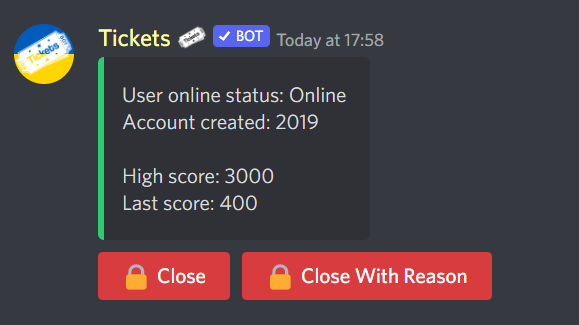 Tickets
Tickets BOT Today at 17:58
User online status: Online
Account created: 2019
High score: 3000
Last score: 400
Close Close With Reason